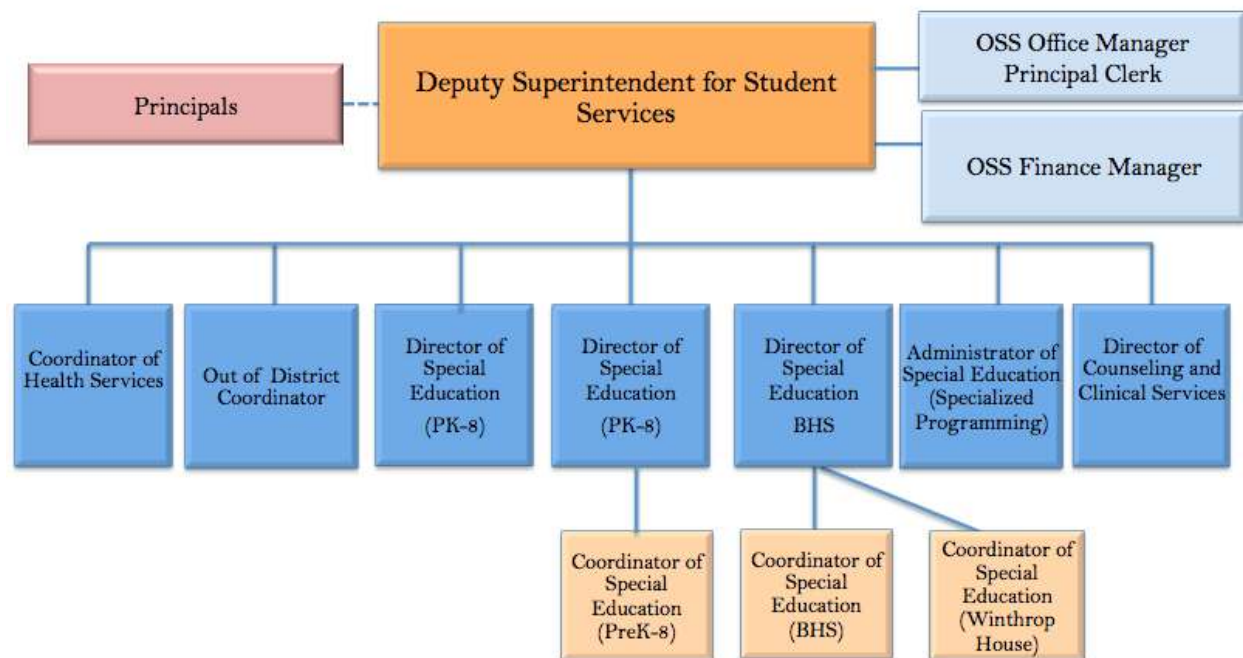 OSS Office Manager
Principal Clerk
Deputy Superintendent for Student
Services
Principals
OSS Finance Manager
Coordinator of
Health Services
Out of District
Coordinator
Director of
Special
Education
(PK-8)
Director of
Special
Education
(PK-8)
Director of
Special
Education
BHS
Administrator of
Special Education
(Specialized
Programming)
Director of
Counseling and
Clinical Services
Coordinator of
Special
Education
(PreK-8)
Coordinator of
Special
Education
(BHS)
Coordinator of
Special
Education
(Winthrop
House)